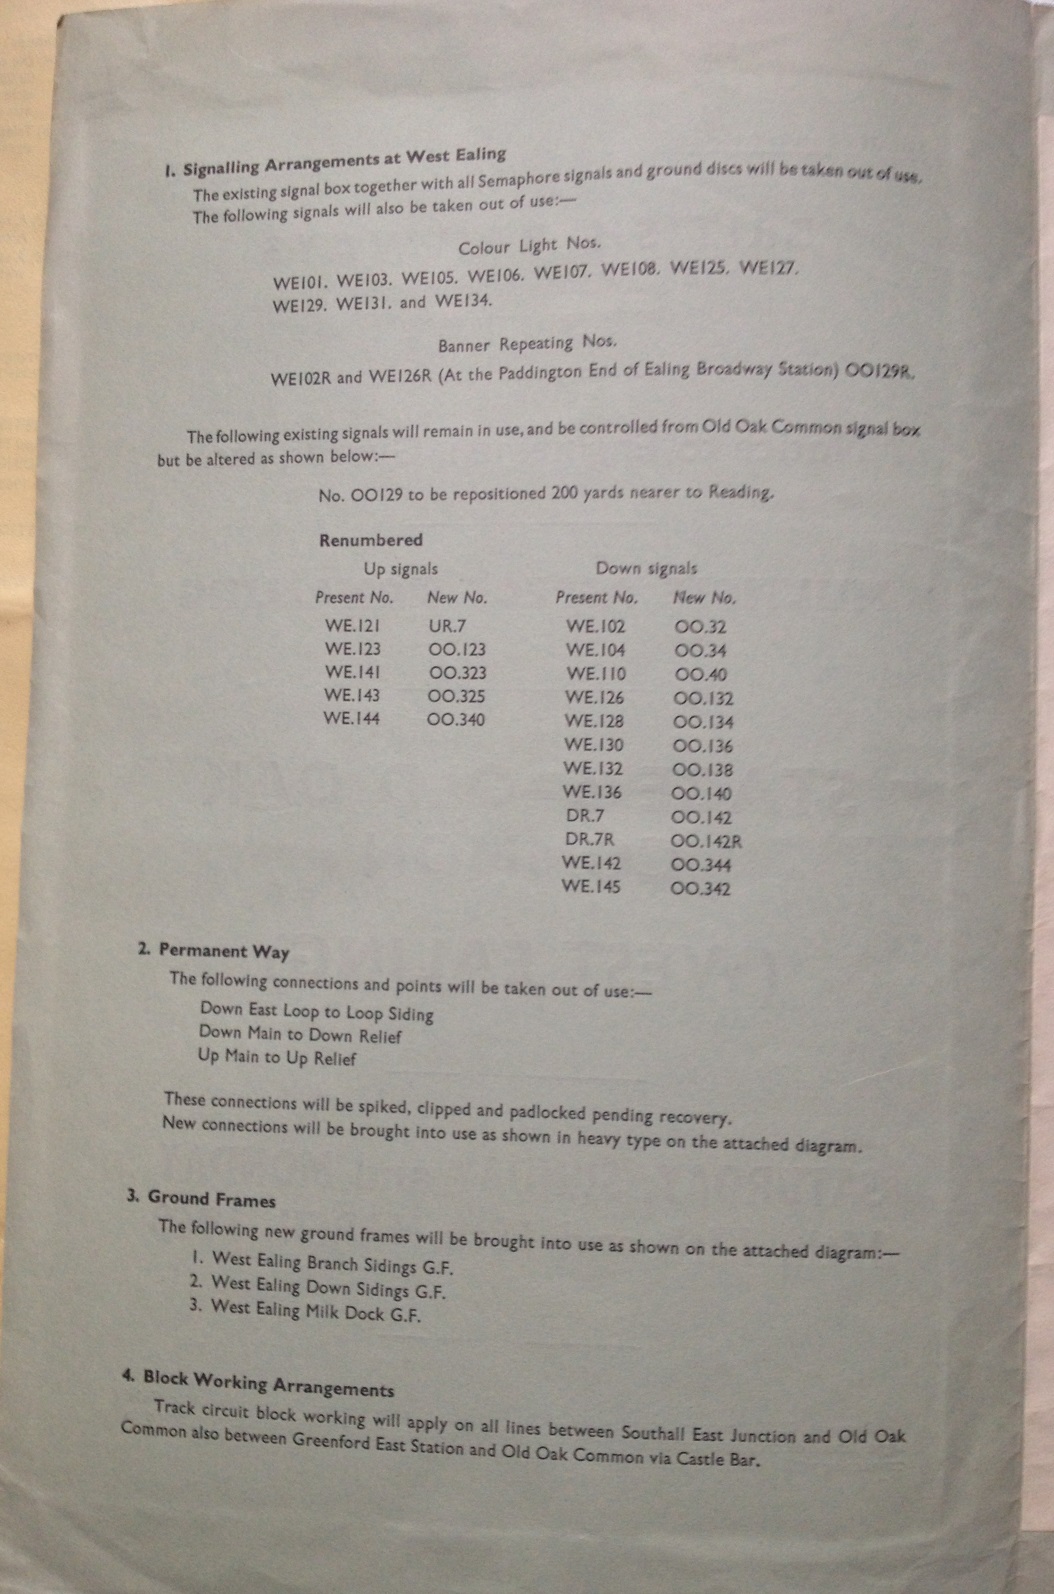 1. Signalling Arrangements at West Ealing
The existing signal box together with all Semaphore signals and ground discs will be taken out of use.
The following signals will also be taken out of use:—
Colour Light Nos.
WE101. WE103. WE105. WE106. WE107. WE108. WE125. WE127.
WE129. WE131. and WE134.
Banner Repeating Nos.
WE102R and WE126R (At the Paddington End of Ealing Broadway Station) OO129R.
The following existing signals will remain in use, and be controlled from Old Oak Common signal box
but be altered as shown below:—
No. OO129 to be repositioned 200 yards nearer to Reading.
Renumbered
Up signals Down signals
Present No. New No. Present No. New No.
WE.121 UR.7 WE.102 OO.32
WE.123 OO.123 WE.104 OO.34
WE.141 OO.323 WE.110 OO.40
WE.143 OO.325 WE.126 OO.132
WE.144 OO.340 WE.128 OO.134
WE.130 OO.136
WE.132 OO.138
WE.136 OO.140
DR.7 OO.142
DR.7R OO.142R
WE.142 OO.344
WE.145 OO.342
2. Permanent Way
The following connections and points will be taken out of use:—
Down East Loop to Loop Siding
Down Main to Down Relief
Up Main to Up Relief
These connections will be spiked, clipped and padlocked pending recovery.
New connections will be brought into use as shown in heavy type on the attached diagram.
3. Ground Frames
The following new ground frames will be brought into use as shown on the attached diagram:—
1. West Ealing Branch Sidings G.F.
2. West Ealing Down Sidings G.F.
3. West Ealing Milk Dock G.F.
4. Block Working Arrangements
Track circuit block working will apply on all lines between Southall East Junction and Old Oak
Common also between Greenford East Station and Old Oak Common via Castle Bar.